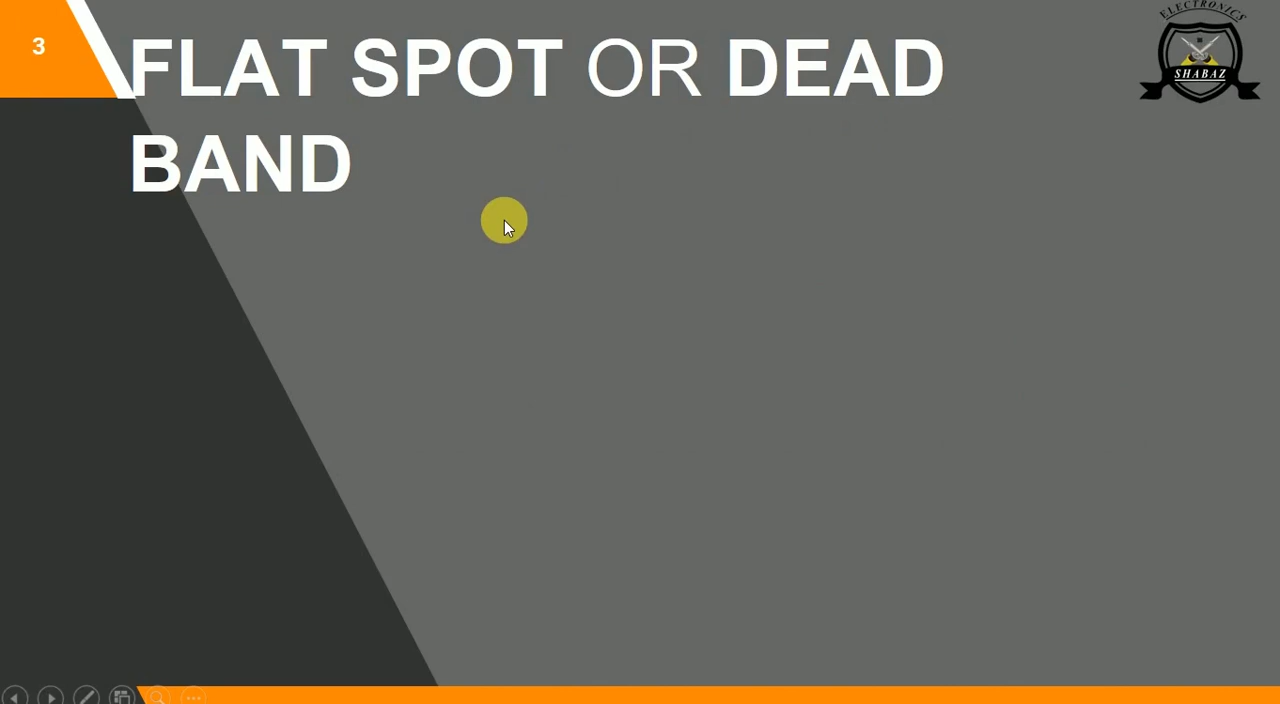 3
FLAT SPOT OR DEAD
BAND
ELECTRONICS
SHABAZ